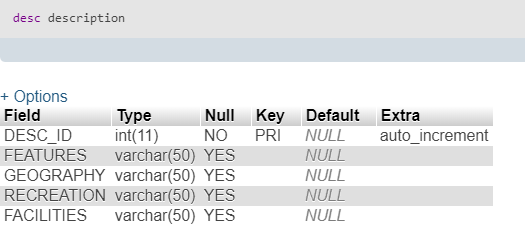 desc description
+ Options
Field Type Null Key Default Extra
DESC_ID int(11) NO PRI NULL auto_increment
FEATURES varchar(50) YES NULL
GEOGRAPHY varchar(50) YES NULL
RECREATION varchar(50) YES NULL
FACILITIES varchar(50) YES NULL